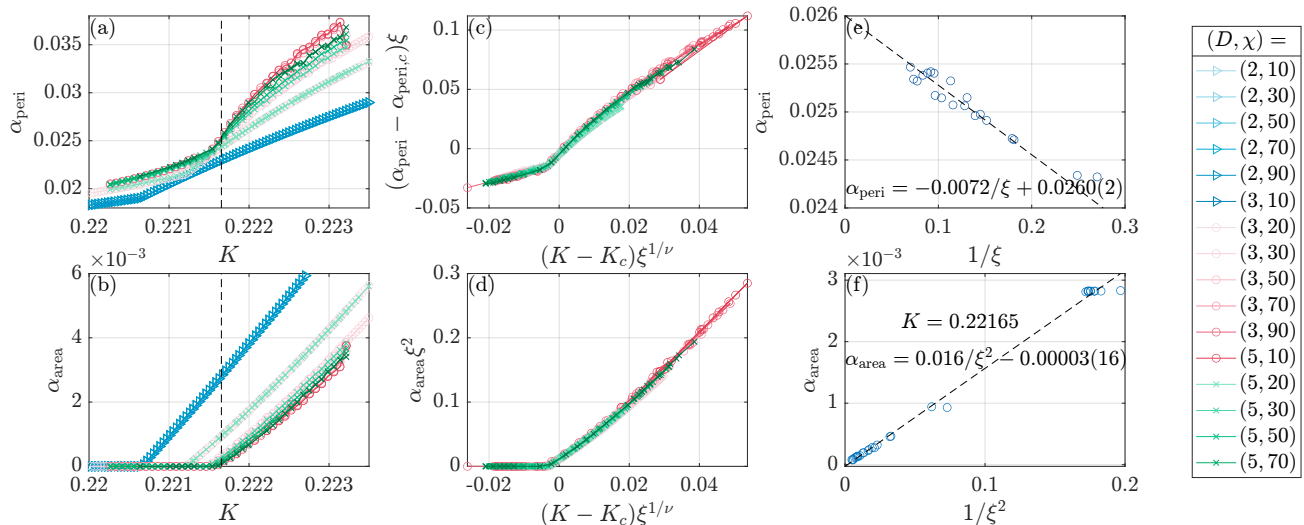 (a)
0.035
0.03
0.025
0.02
α_peri
0.22 0.221 0.222 0.223
K
(c)
0.1
0.05
0
-0.05
(α_peri − α_peri,c)ξ
-0.02 0 0.02 0.04
(K − K_c)ξ^{1/ν}
(e)
0.026
0.0255
0.025
0.0245
0.024
α_peri
α_peri = −0.0072/ξ + 0.0260(2)
0 0.1 0.2 0.3
1/ξ
(b)
×10^{-3}
6
4
2
0
α_area
0.22 0.221 0.222 0.223
K
(d)
0.3
0.2
0.1
0
α_area ξ^2
-0.02 0 0.02 0.04
(K − K_c)ξ^{1/ν}
(f)
×10^{-3}
3
2
1
0
α_area
K = 0.22165
α_area = 0.016/ξ^2 − 0.00003(16)
0 0.1 0.2
1/ξ^2
(D, χ) =
(2, 10)
(2, 30)
(2, 50)
(2, 70)
(2, 90)
(3, 10)
(3, 20)
(3, 30)
(3, 50)
(3, 70)
(3, 90)
(5, 10)
(5, 20)
(5, 30)
(5, 50)
(5, 70)